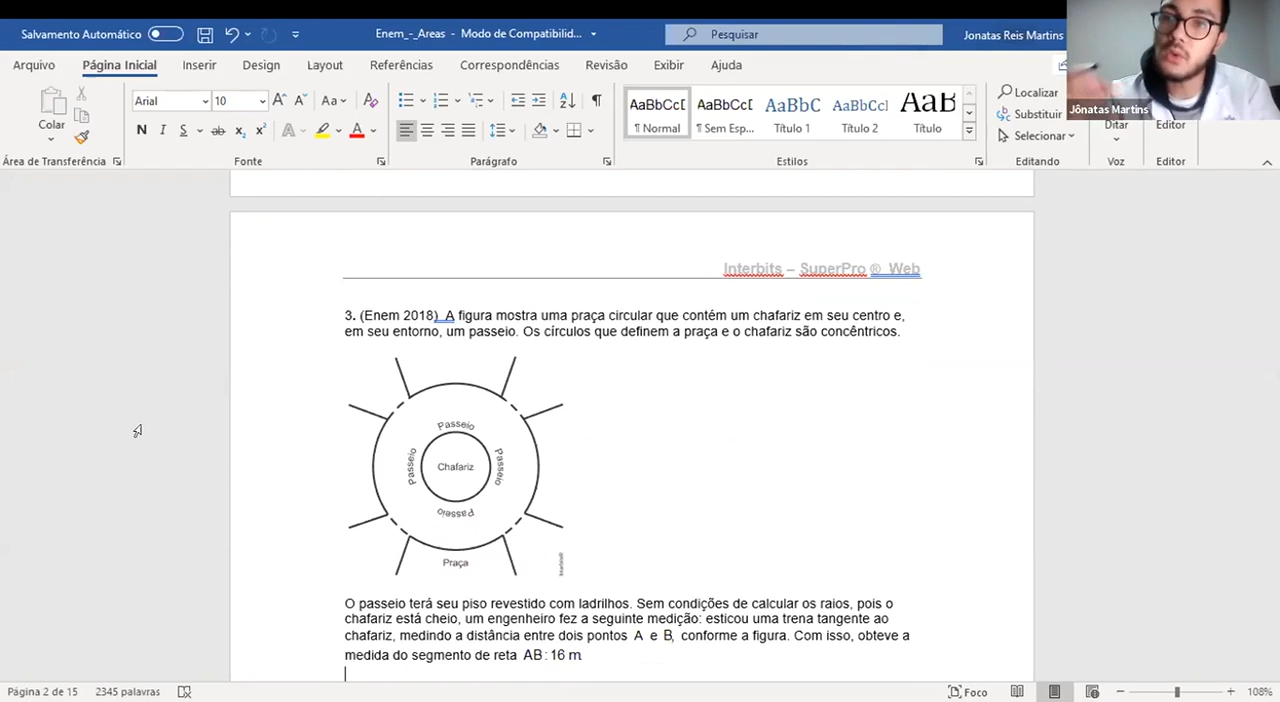 Salvamento Automático
Enem_-_Areas - Modo de Compatibilid...
Pesquisar
Jonatas Reis Martins
Arquivo
Página Inicial
Inserir
Design
Layout
Referências
Correspondências
Revisão
Exibir
Ajuda
Jônatas Martins
Colar
Arial
10
Aa
N I S ab x₂ x²
AaBbCcI
¶ Normal
AaBbCcI
¶ Sem Esp...
AaBbC
Título 1
AaBbCcl
Título 2
AaB
Título
Localizar
Substituir
Selecionar
Ditar
Editor
Área de Transferência
Fonte
Parágrafo
Estilos
Editando
Voz
Editor
Interbits – SuperPro ® Web
3. (Enem 2018) A figura mostra uma praça circular que contém um chafariz em seu centro e,
em seu entorno, um passeio. Os círculos que definem a praça e o chafariz são concêntricos.
Passeio
Passeio
Chafariz
Passeio
Passeio
Praça
O passeio terá seu piso revestido com ladrilhos. Sem condições de calcular os raios, pois o
chafariz está cheio, um engenheiro fez a seguinte medição: esticou uma trena tangente ao
chafariz, medindo a distância entre dois pontos A e B, conforme a figura. Com isso, obteve a
medida do segmento de reta AB: 16 m.
Página 2 de 15
2345 palavras
Foco
108%